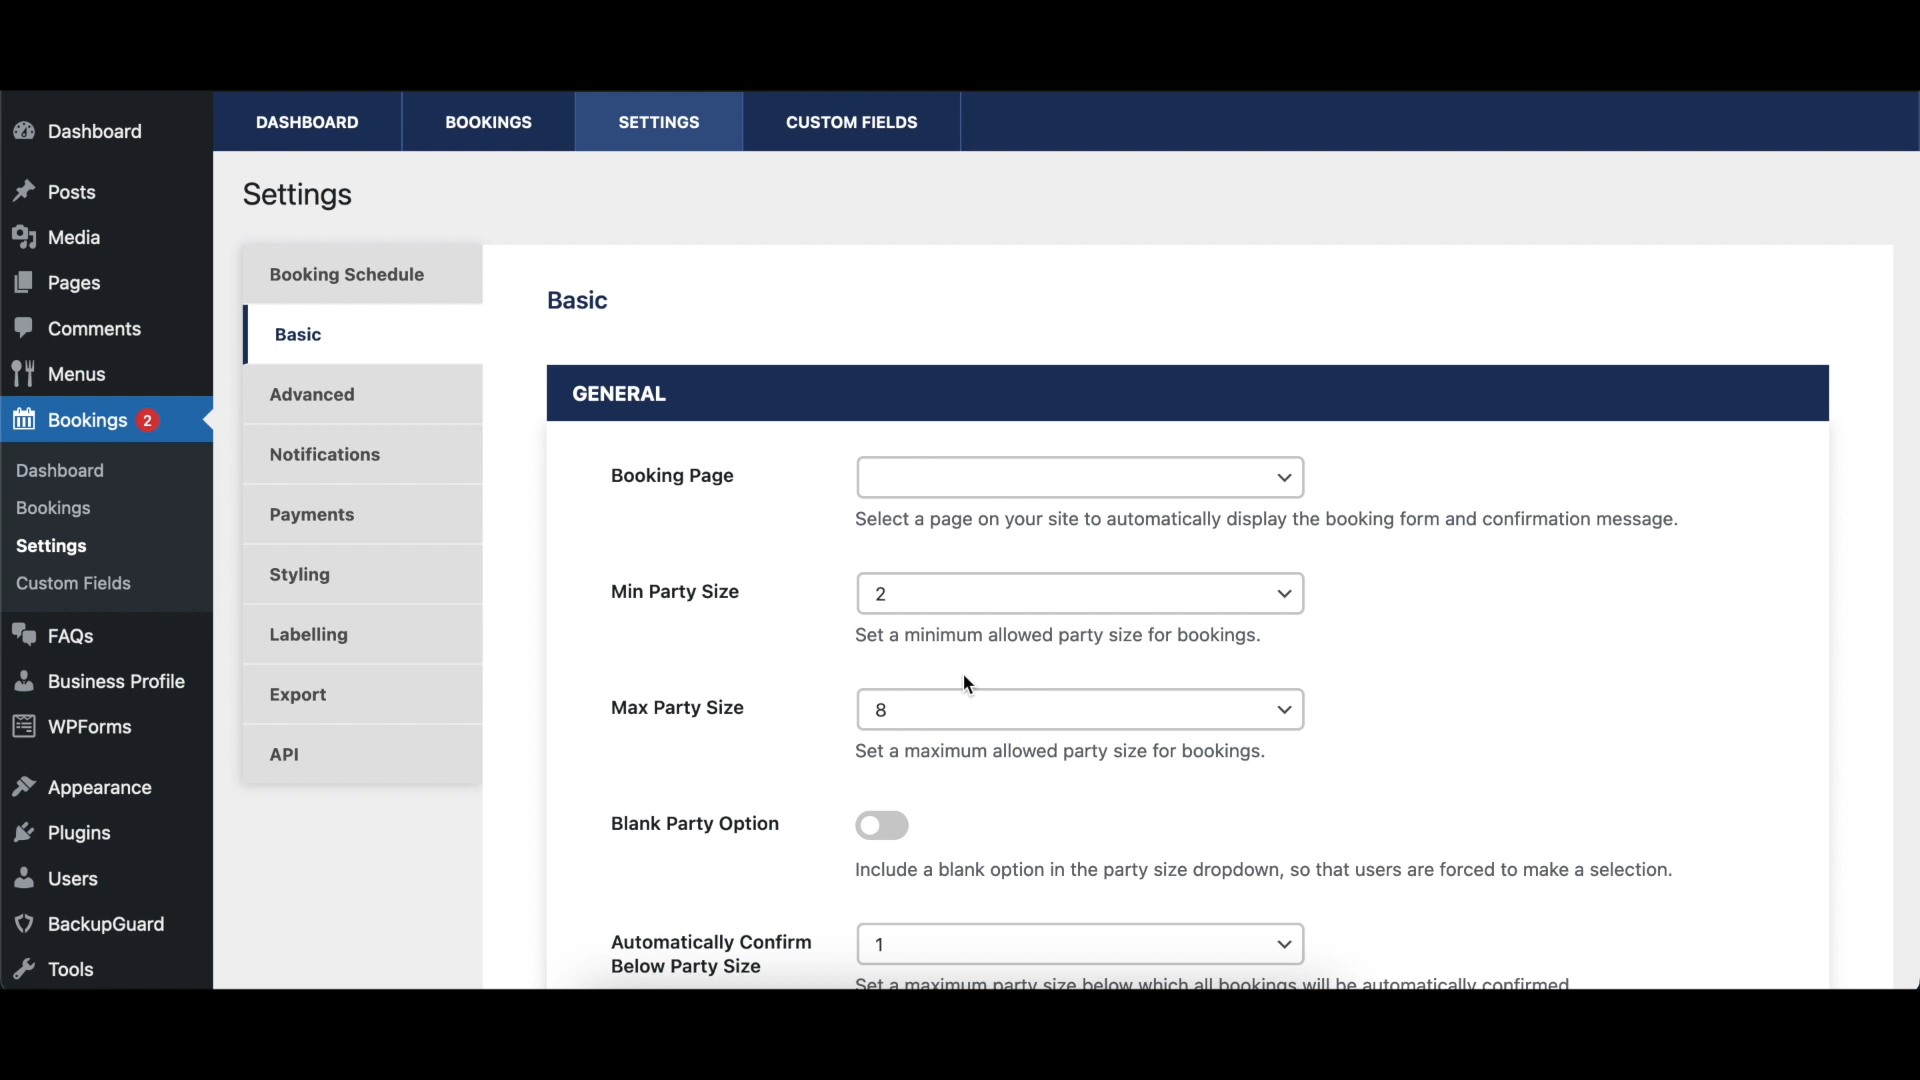 Dashboard
Posts
Media
Pages
Comments
Menus
Bookings 2
Dashboard
Bookings
Settings
Custom Fields
FAQs
Business Profile
WPForms
Appearance
Plugins
Users
BackupGuard
Tools
DASHBOARD BOOKINGS SETTINGS CUSTOM FIELDS
Settings
Booking Schedule
Basic
Advanced
Notifications
Payments
Styling
Labelling
Export
API
Basic
GENERAL
Booking Page
Select a page on your site to automatically display the booking form and confirmation message.
Min Party Size 2
Set a minimum allowed party size for bookings.
Max Party Size 8
Set a maximum allowed party size for bookings.
Blank Party Option
Include a blank option in the party size dropdown, so that users are forced to make a selection.
Automatically Confirm
Below Party Size
1
Set a maximum party size below which all bookings will be automatically confirmed.